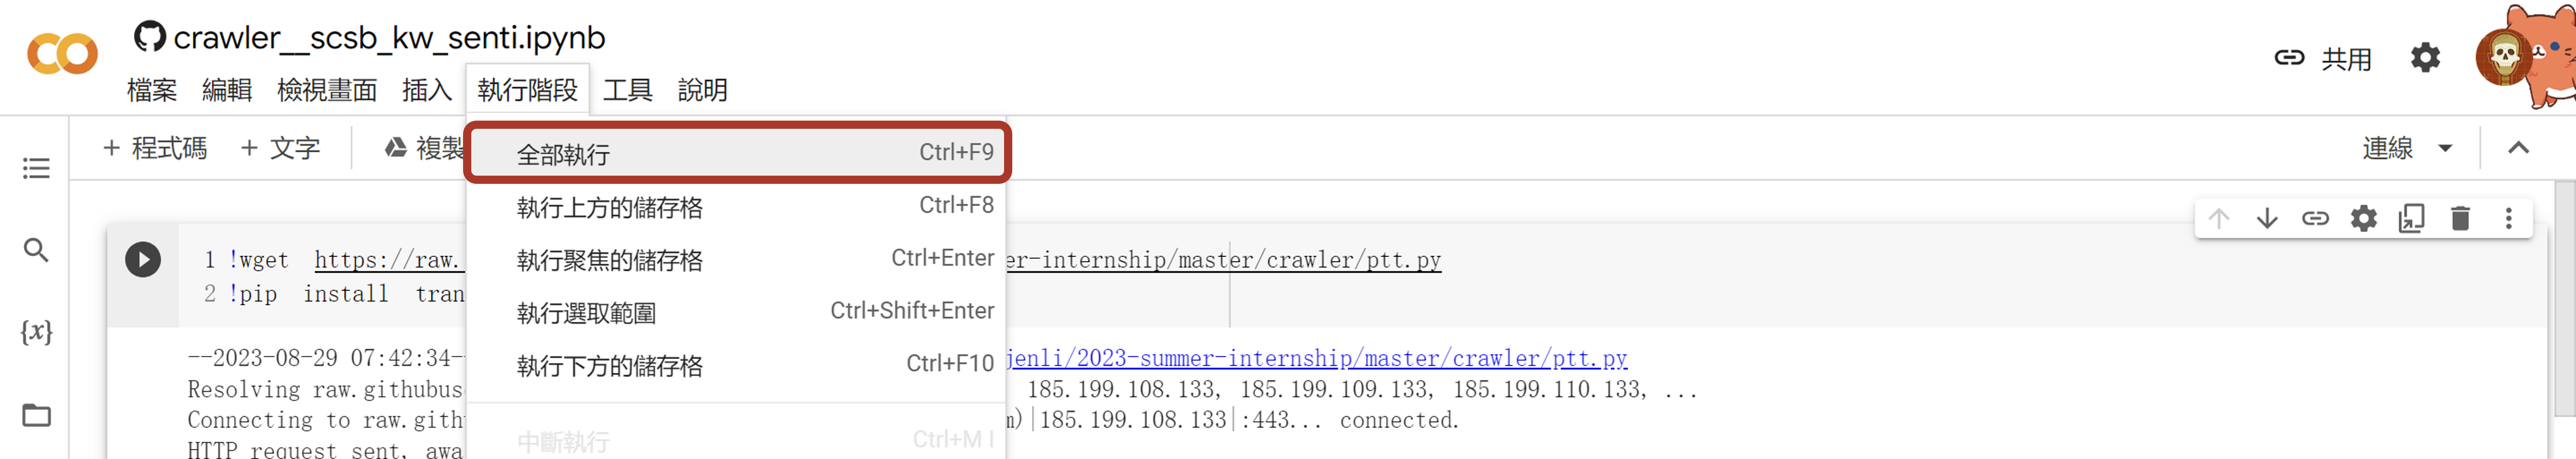 crawler__scsb_kw_senti.ipynb
共用
檔案 編輯 檢視畫面 插入 執行階段 工具 說明
+ 程式碼 + 文字 複製
連線
全部執行 Ctrl+F9
執行上方的儲存格 Ctrl+F8
執行聚焦的儲存格 Ctrl+Enter
執行選取範圍 Ctrl+Shift+Enter
執行下方的儲存格 Ctrl+F10
中斷執行 Ctrl+M I
{x}
1 !wget https://raw. er-internship/master/crawler/ptt.py
2 !pip install tran
--2023-08-29 07:42:34- jenli/2023-summer-internship/master/crawler/ptt.py
Resolving raw.githubus 185.199.108.133, 185.199.109.133, 185.199.110.133, ...
Connecting to raw.gith m)|185.199.108.133|:443... connected.
HTTP request sent, awa